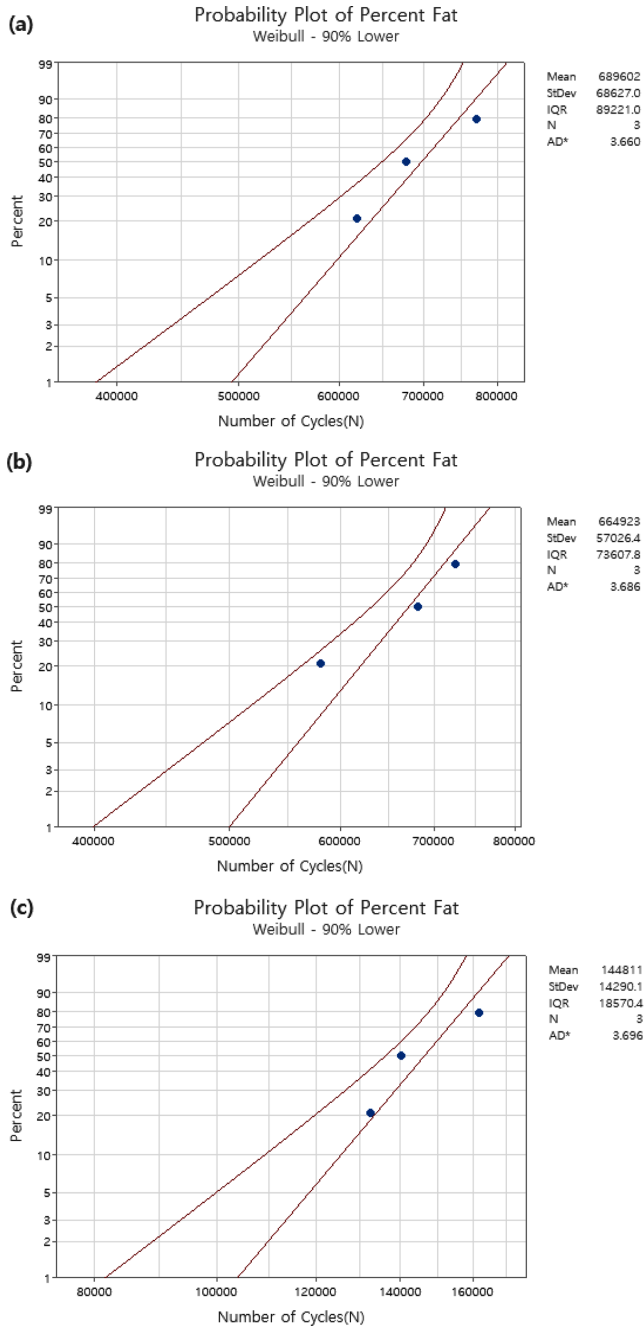 (a)
Probability Plot of Percent Fat
Weibull - 90% Lower
99
90
80
70
60
50
40
30
20
10
5
3
2
1
Percent
400000 500000 600000 700000 800000
Number of Cycles(N)
Mean 689602
StDev 68627.0
IQR 89221.0
N 3
AD* 3.660
(b)
Probability Plot of Percent Fat
Weibull - 90% Lower
99
90
80
70
60
50
40
30
20
10
5
3
2
1
Percent
400000 500000 600000 700000 800000
Number of Cycles(N)
Mean 664923
StDev 57026.4
IQR 73607.8
N 3
AD* 3.686
(c)
Probability Plot of Percent Fat
Weibull - 90% Lower
99
90
80
70
60
50
40
30
20
10
5
3
2
1
Percent
80000 100000 120000 140000 160000
Number of Cycles(N)
Mean 144811
StDev 14290.1
IQR 18570.4
N 3
AD* 3.696